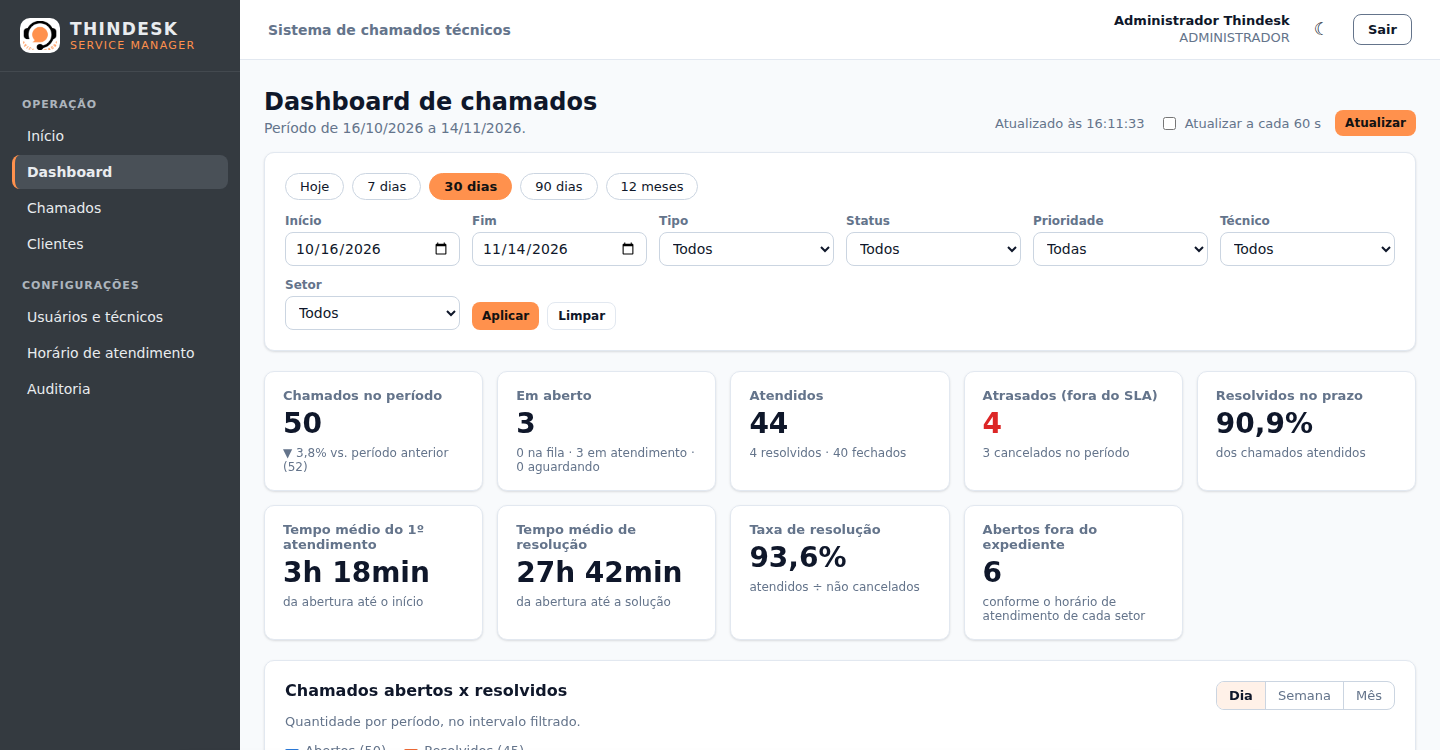 THINDESK
SERVICE MANAGER
Sistema de chamados técnicos
Administrador Thindesk
ADMINISTRADOR
Sair
OPERAÇÃO
Início
Dashboard
Chamados
Clientes
CONFIGURAÇÕES
Usuários e técnicos
Horário de atendimento
Auditoria
Dashboard de chamados
Período de 16/10/2026 a 14/11/2026.
Atualizado às 16:11:33
Atualizar a cada 60 s
Atualizar
Hoje
7 dias
30 dias
90 dias
12 meses
Início
Fim
Tipo
Status
Prioridade
Técnico
10/16/2026
11/14/2026
Todos
Todos
Todas
Todos
Setor
Todos
Aplicar
Limpar
Chamados no período
50
▼ 3,8% vs. período anterior
(52)
Em aberto
3
0 na fila · 3 em atendimento ·
0 aguardando
Atendidos
44
4 resolvidos · 40 fechados
Atrasados (fora do SLA)
4
3 cancelados no período
Resolvidos no prazo
90,9%
dos chamados atendidos
Tempo médio do 1º
atendimento
3h 18min
da abertura até o início
Tempo médio de
resolução
27h 42min
da abertura até a solução
Taxa de resolução
93,6%
atendidos ÷ não cancelados
Abertos fora do
expediente
6
conforme o horário de
atendimento de cada setor
Chamados abertos x resolvidos
Dia
Semana
Mês
Quantidade por período, no intervalo filtrado.
Abertos (50)
Resolvidos (45)